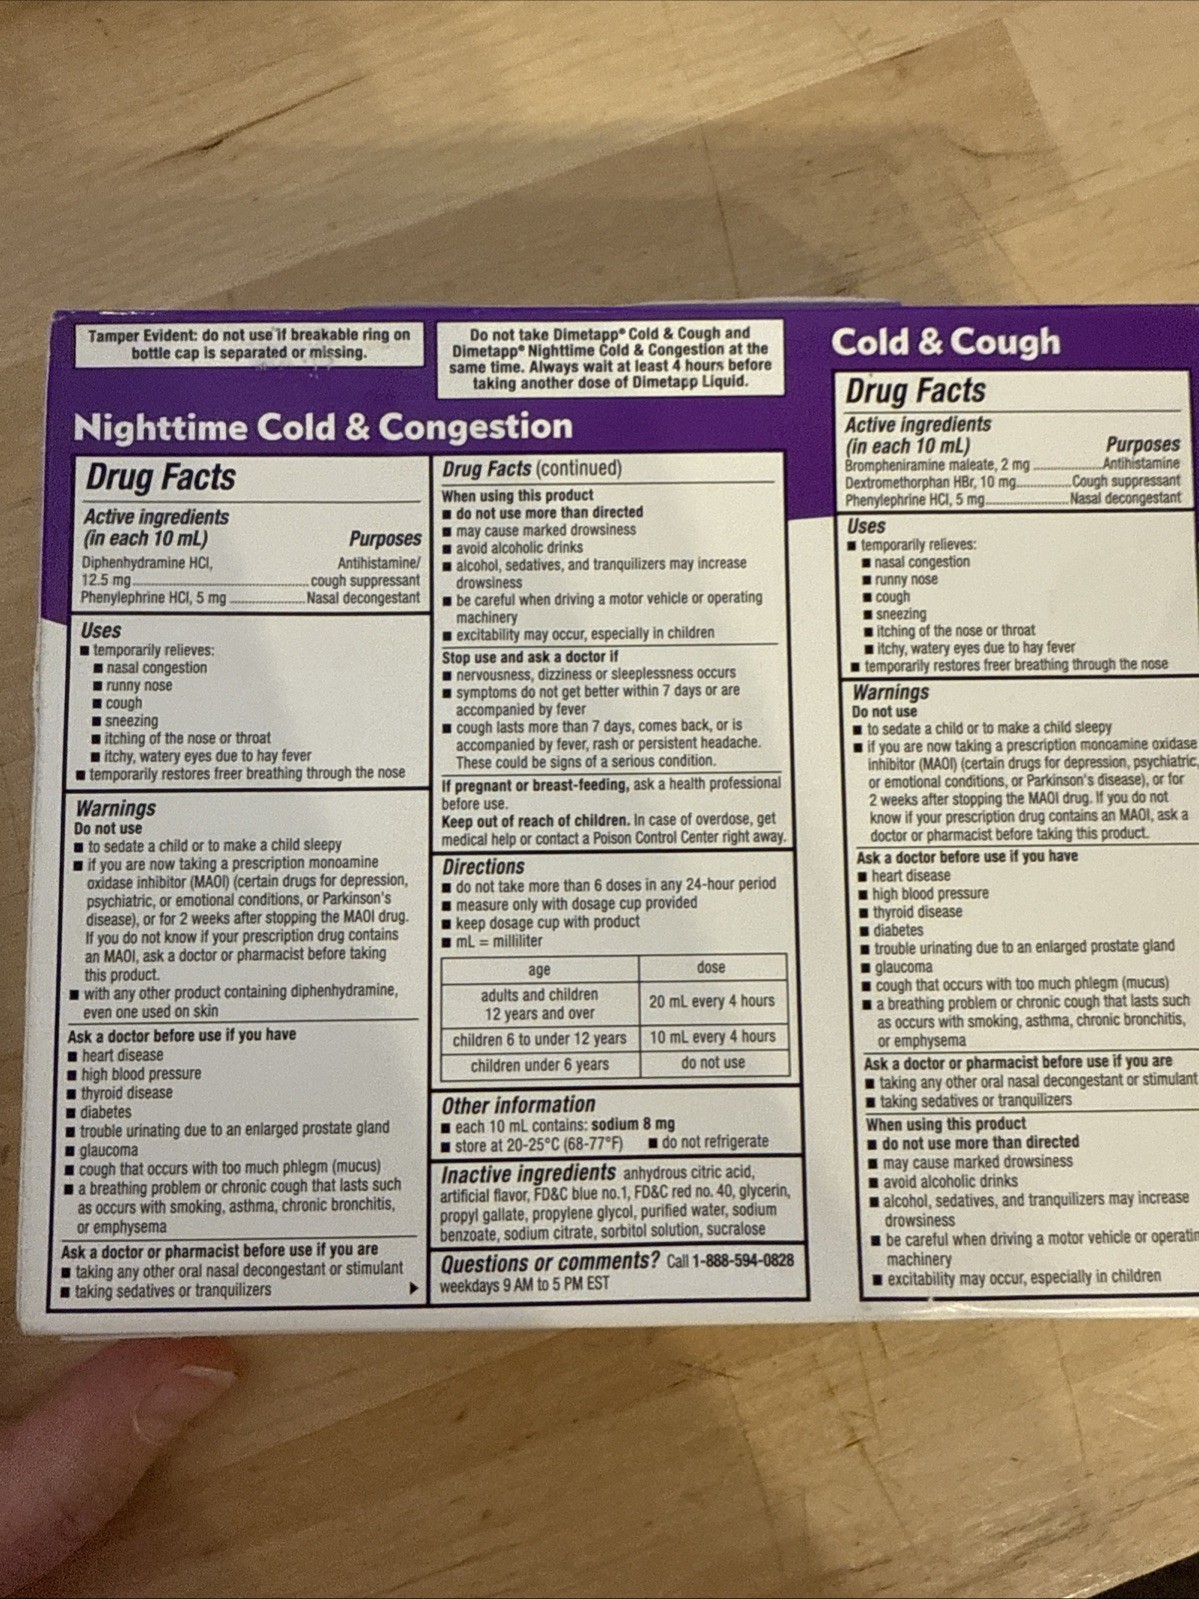 Tamper Evident: do not use if breakable ring on
bottle cap is separated or missing.
Do not take Dimetapp® Cold & Cough and
Dimetapp® Nighttime Cold & Congestion at the
same time. Always wait at least 4 hours before
taking another dose of Dimetapp Liquid.
Nighttime Cold & Congestion
Drug Facts
Active ingredients
(in each 10 mL) Purposes
Diphenhydramine HCl, Antihistamine/
12.5 mg ........ cough suppressant
Phenylephrine HCl, 5 mg ........ Nasal decongestant
Uses
■ temporarily relieves:
■ nasal congestion
■ runny nose
■ cough
■ sneezing
■ itching of the nose or throat
■ itchy, watery eyes due to hay fever
■ temporarily restores freer breathing through the nose
Warnings
Do not use
■ to sedate a child or to make a child sleepy
■ if you are now taking a prescription monoamine
oxidase inhibitor (MAOI) (certain drugs for depression,
psychiatric, or emotional conditions, or Parkinson's
disease), or for 2 weeks after stopping the MAOI drug.
If you do not know if your prescription drug contains
an MAOI, ask a doctor or pharmacist before taking
this product.
■ with any other product containing diphenhydramine,
even one used on skin
Ask a doctor before use if you have
■ heart disease
■ high blood pressure
■ thyroid disease
■ diabetes
■ trouble urinating due to an enlarged prostate gland
■ glaucoma
■ cough that occurs with too much phlegm (mucus)
■ a breathing problem or chronic cough that lasts such
as occurs with smoking, asthma, chronic bronchitis,
or emphysema
Ask a doctor or pharmacist before use if you are
■ taking any other oral nasal decongestant or stimulant
■ taking sedatives or tranquilizers ▶
Drug Facts (continued)
When using this product
■ do not use more than directed
■ may cause marked drowsiness
■ avoid alcoholic drinks
■ alcohol, sedatives, and tranquilizers may increase
drowsiness
■ be careful when driving a motor vehicle or operating
machinery
■ excitability may occur, especially in children
Stop use and ask a doctor if
■ nervousness, dizziness or sleeplessness occurs
■ symptoms do not get better within 7 days or are
accompanied by fever
■ cough lasts more than 7 days, comes back, or is
accompanied by fever, rash or persistent headache.
These could be signs of a serious condition.
If pregnant or breast-feeding, ask a health professional
before use.
Keep out of reach of children. In case of overdose, get
medical help or contact a Poison Control Center right away.
Directions
■ do not take more than 6 doses in any 24-hour period
■ measure only with dosage cup provided
■ keep dosage cup with product
■ mL = milliliter
age dose
adults and children
12 years and over 20 mL every 4 hours
children 6 to under 12 years 10 mL every 4 hours
children under 6 years do not use
Other information
■ each 10 mL contains: sodium 8 mg
■ store at 20-25°C (68-77°F) ■ do not refrigerate
Inactive ingredients anhydrous citric acid,
artificial flavor, FD&C blue no.1, FD&C red no. 40, glycerin,
propyl gallate, propylene glycol, purified water, sodium
benzoate, sodium citrate, sorbitol solution, sucralose
Questions or comments? Call 1-888-594-0828
weekdays 9 AM to 5 PM EST
Cold & Cough
Drug Facts
Active ingredients
(in each 10 mL) Purposes
Brompheniramine maleate, 2 mg ........ Antihistamine
Dextromethorphan HBr, 10 mg ........ Cough suppressant
Phenylephrine HCl, 5 mg ........ Nasal decongestant
Uses
■ temporarily relieves:
■ nasal congestion
■ runny nose
■ cough
■ sneezing
■ itching of the nose or throat
■ itchy, watery eyes due to hay fever
■ temporarily restores freer breathing through the nose
Warnings
Do not use
■ to sedate a child or to make a child sleepy
■ if you are now taking a prescription monoamine oxidase
inhibitor (MAOI) (certain drugs for depression, psychiatric,
or emotional conditions, or Parkinson's disease), or for
2 weeks after stopping the MAOI drug. If you do not
know if your prescription drug contains an MAOI, ask a
doctor or pharmacist before taking this product.
Ask a doctor before use if you have
■ heart disease
■ high blood pressure
■ thyroid disease
■ diabetes
■ trouble urinating due to an enlarged prostate gland
■ glaucoma
■ cough that occurs with too much phlegm (mucus)
■ a breathing problem or chronic cough that lasts such
as occurs with smoking, asthma, chronic bronchitis,
or emphysema
Ask a doctor or pharmacist before use if you are
■ taking any other oral nasal decongestant or stimulant
■ taking sedatives or tranquilizers
When using this product
■ do not use more than directed
■ may cause marked drowsiness
■ avoid alcoholic drinks
■ alcohol, sedatives, and tranquilizers may increase
drowsiness
■ be careful when driving a motor vehicle or operatin
machinery
■ excitability may occur, especially in children